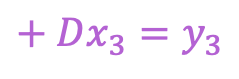 + Dx₃ = y₃